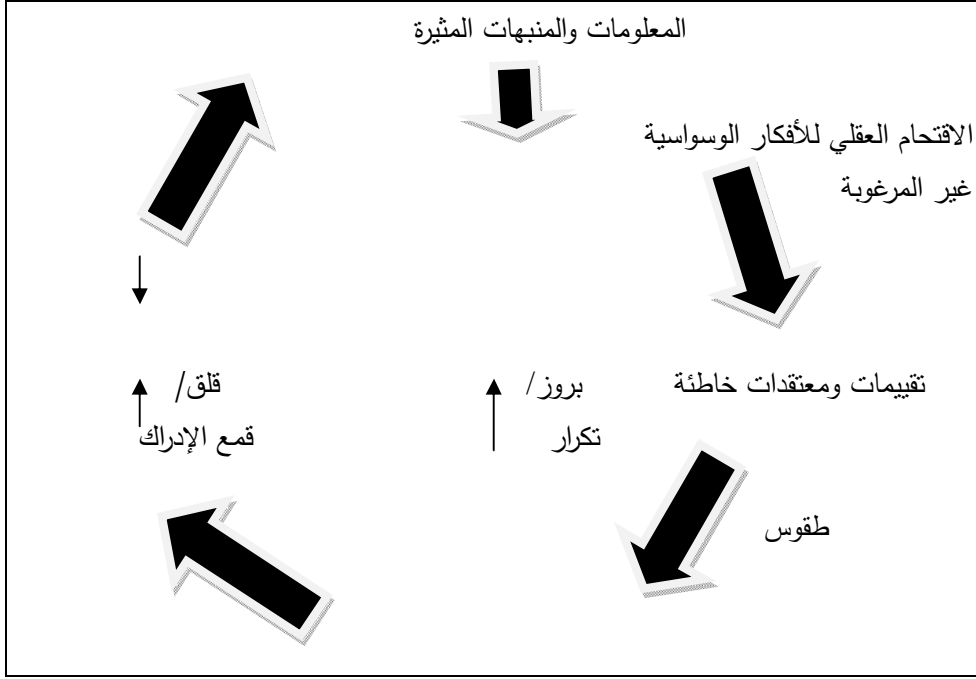 المعلومات والمنبهات المثيرة
الاقتحام العقلي للأفكار الوسواسية
غير المرغوبة
تقييمات ومعتقدات خاطئة
بروز/
تكرار
قلق/
قمع الإدراك
طقوس